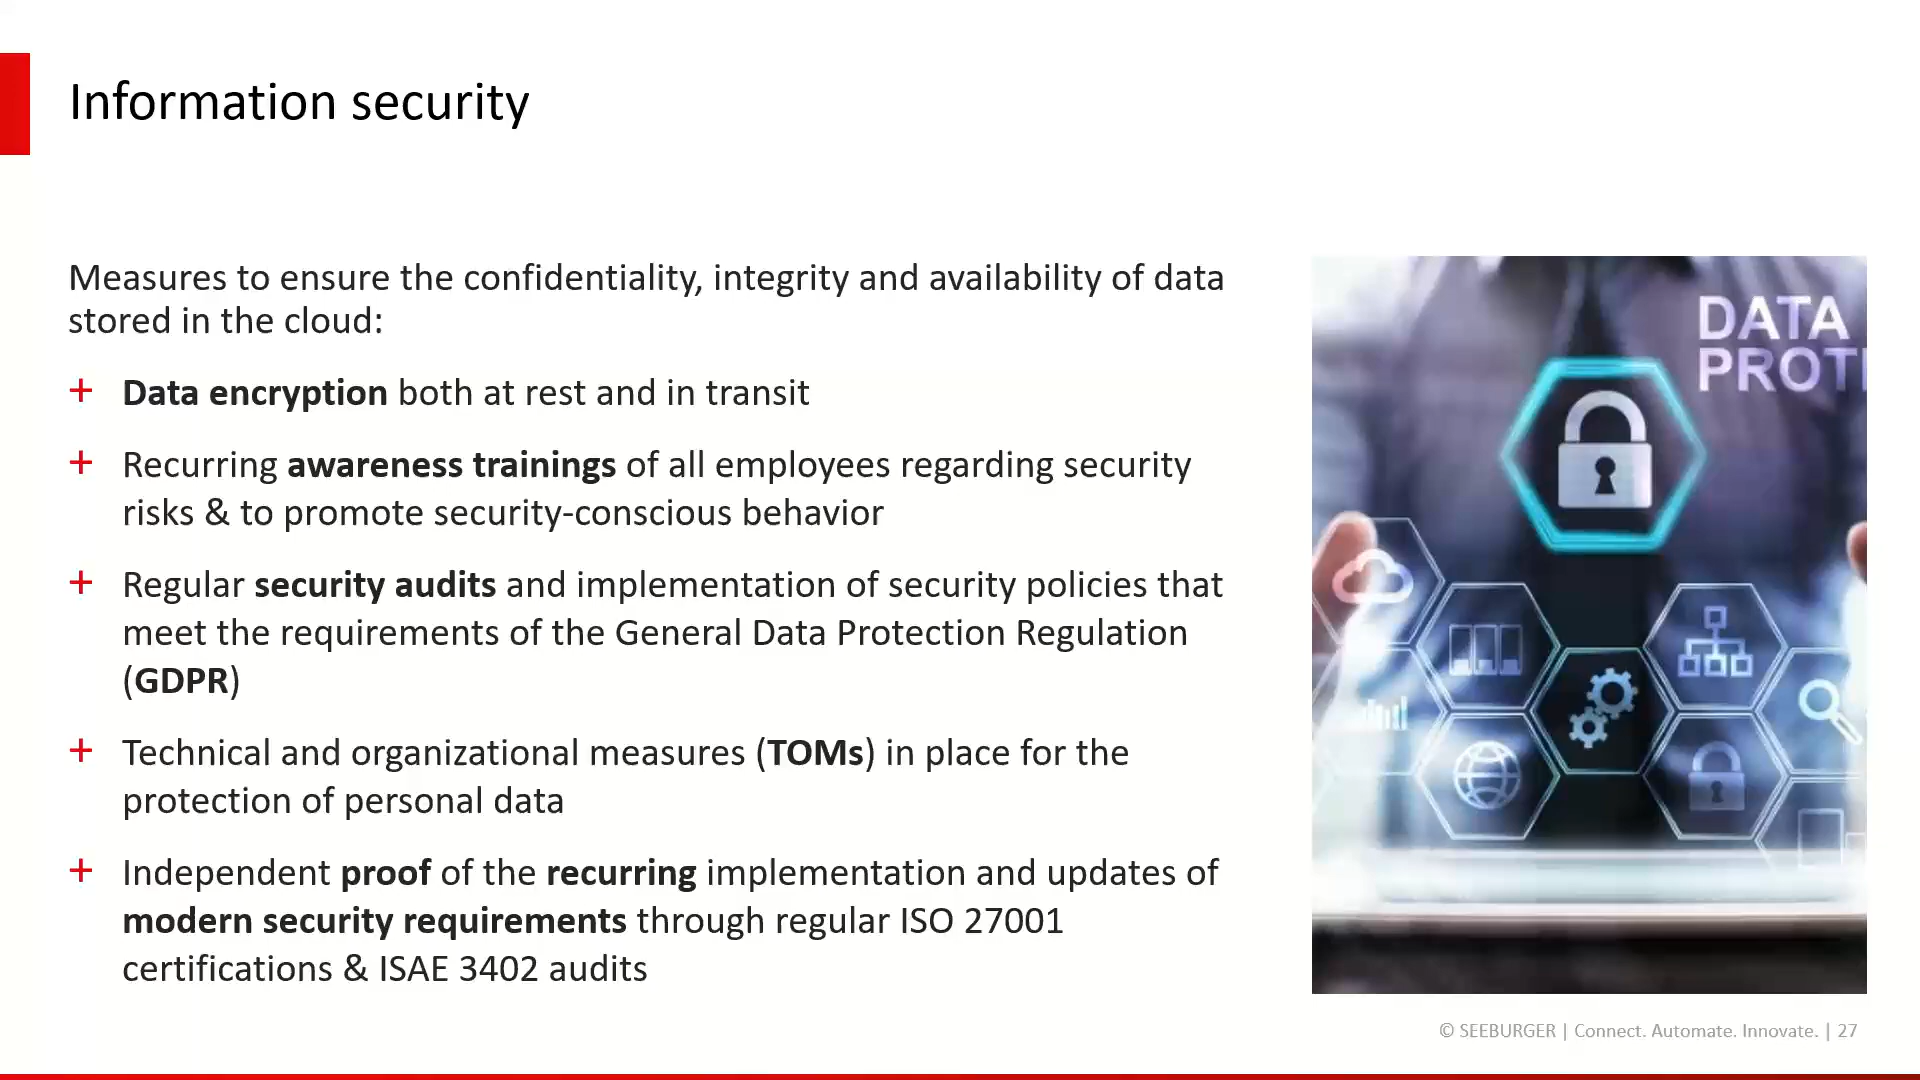 Information security
Measures to ensure the confidentiality, integrity and availability of data
stored in the cloud:
+ Data encryption both at rest and in transit
+ Recurring awareness trainings of all employees regarding security
risks & to promote security-conscious behavior
+ Regular security audits and implementation of security policies that
meet the requirements of the General Data Protection Regulation
(GDPR)
+ Technical and organizational measures (TOMs) in place for the
protection of personal data
+ Independent proof of the recurring implementation and updates of
modern security requirements through regular ISO 27001
certifications & ISAE 3402 audits
DATA
PROT
© SEEBURGER | Connect. Automate. Innovate. | 27